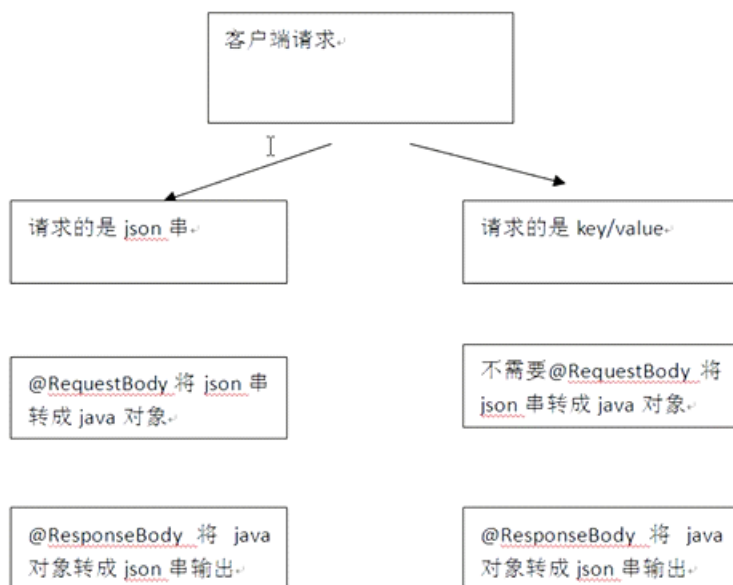 客户端请求
请求的是 json 串
请求的是 key/value
@RequestBody 将 json 串
转成 java 对象
不需要@RequestBody 将
json 串转成 java 对象
@ResponseBody 将 java
对象转成 json 串输出
@ResponseBody 将 java
对象转成 json 串输出